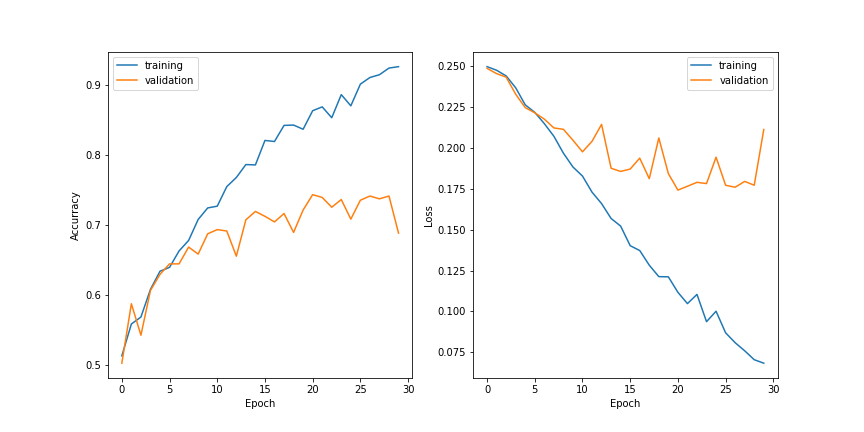 training
validation
Accurracy
0.9
0.8
0.7
0.6
0.5
0 5 10 15 20 25 30
Epoch
training
validation
Loss
0.250
0.225
0.200
0.175
0.150
0.125
0.100
0.075
0 5 10 15 20 25 30
Epoch